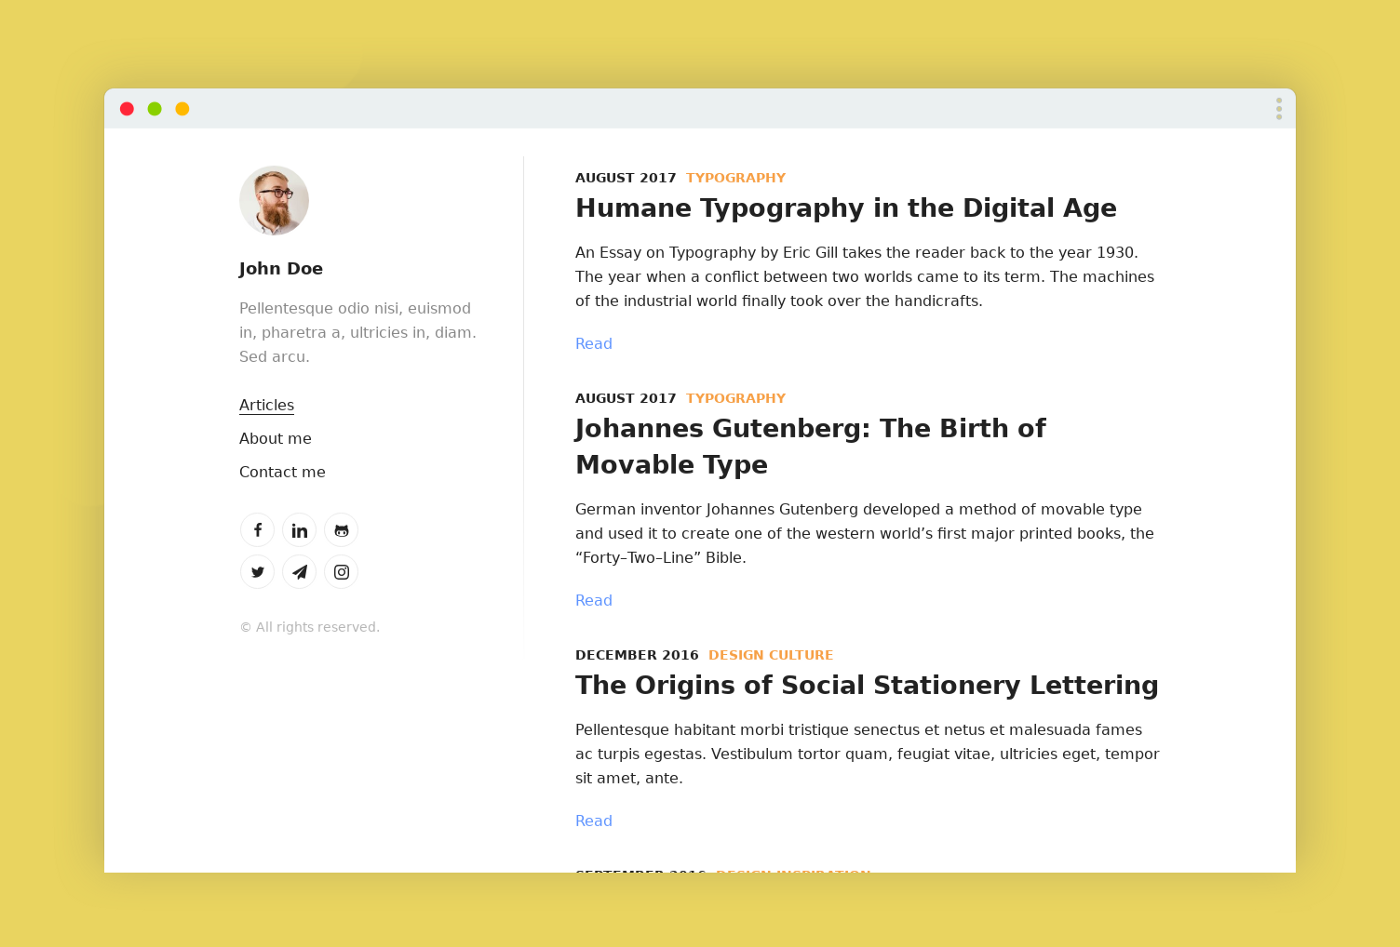 John Doe
Pellentesque odio nisi, euismod
in, pharetra a, ultricies in, diam.
Sed arcu.
Articles
About me
Contact me
© All rights reserved.
AUGUST 2017 TYPOGRAPHY
Humane Typography in the Digital Age
An Essay on Typography by Eric Gill takes the reader back to the year 1930.
The year when a conflict between two worlds came to its term. The machines
of the industrial world finally took over the handicrafts.
Read
AUGUST 2017 TYPOGRAPHY
Johannes Gutenberg: The Birth of
Movable Type
German inventor Johannes Gutenberg developed a method of movable type
and used it to create one of the western world’s first major printed books, the
“Forty–Two–Line” Bible.
Read
DECEMBER 2016 DESIGN CULTURE
The Origins of Social Stationery Lettering
Pellentesque habitant morbi tristique senectus et netus et malesuada fames
ac turpis egestas. Vestibulum tortor quam, feugiat vitae, ultricies eget, tempor
sit amet, ante.
Read
SEPTEMBER 2016 DESIGN INSPIRATION